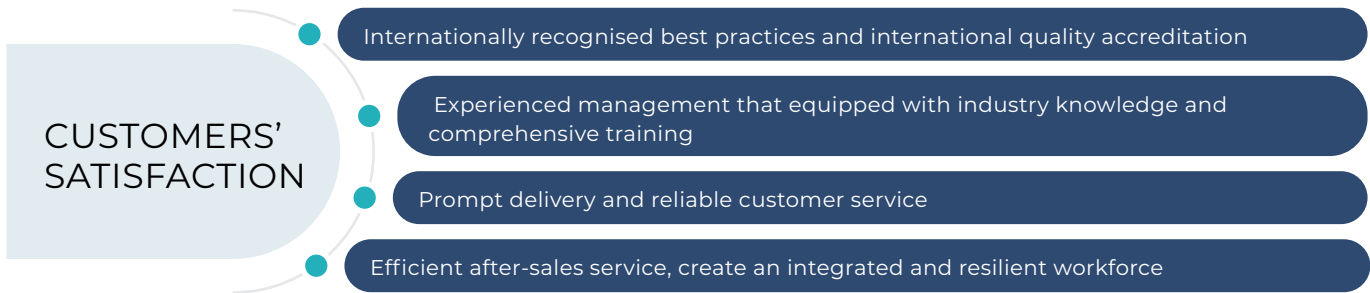 CUSTOMERS'
SATISFACTION
Internationally recognised best practices and international quality accreditation
Experienced management that equipped with industry knowledge and
comprehensive training
Prompt delivery and reliable customer service
Efficient after-sales service, create an integrated and resilient workforce